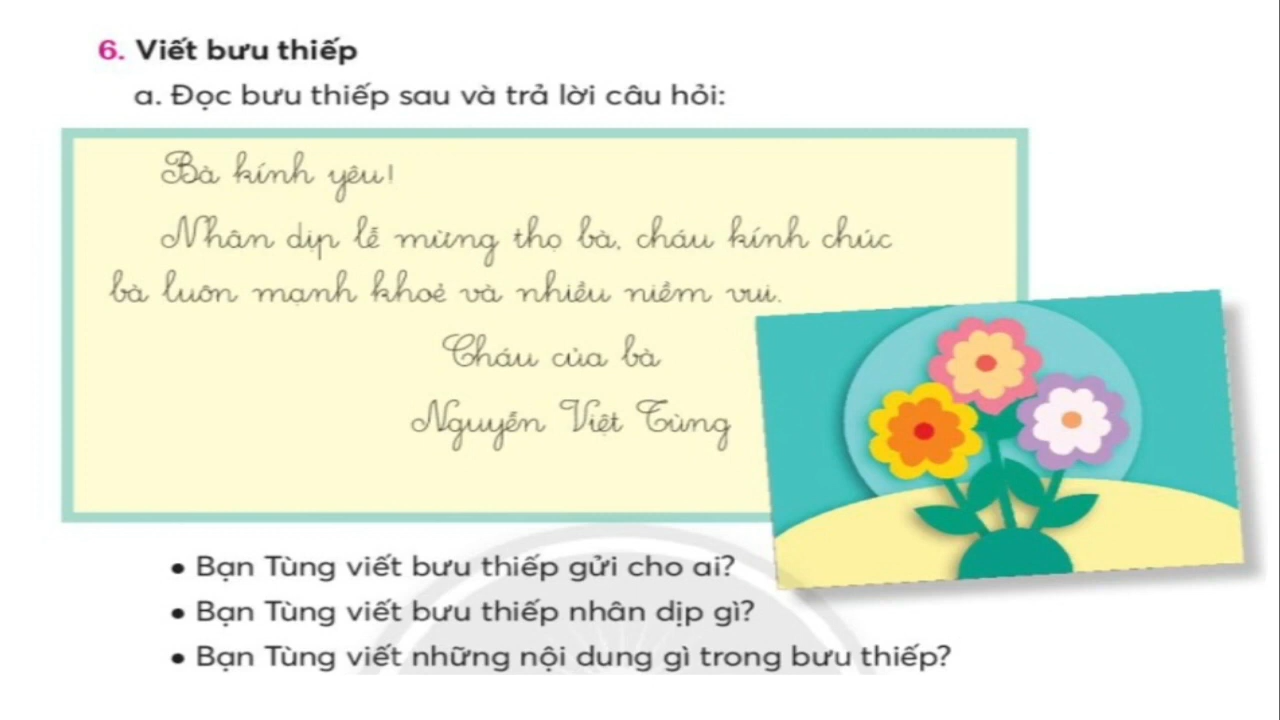 6. Viết bưu thiếp
a. Đọc bưu thiếp sau và trả lời câu hỏi:
Bà kính yêu!
Nhân dịp lễ mừng thọ bà, cháu kính chúc
bà luôn mạnh khoẻ và nhiều niềm vui.
Cháu của bà
Nguyễn Việt Tùng
• Bạn Tùng viết bưu thiếp gửi cho ai?
• Bạn Tùng viết bưu thiếp nhân dịp gì?
• Bạn Tùng viết những nội dung gì trong bưu thiếp?